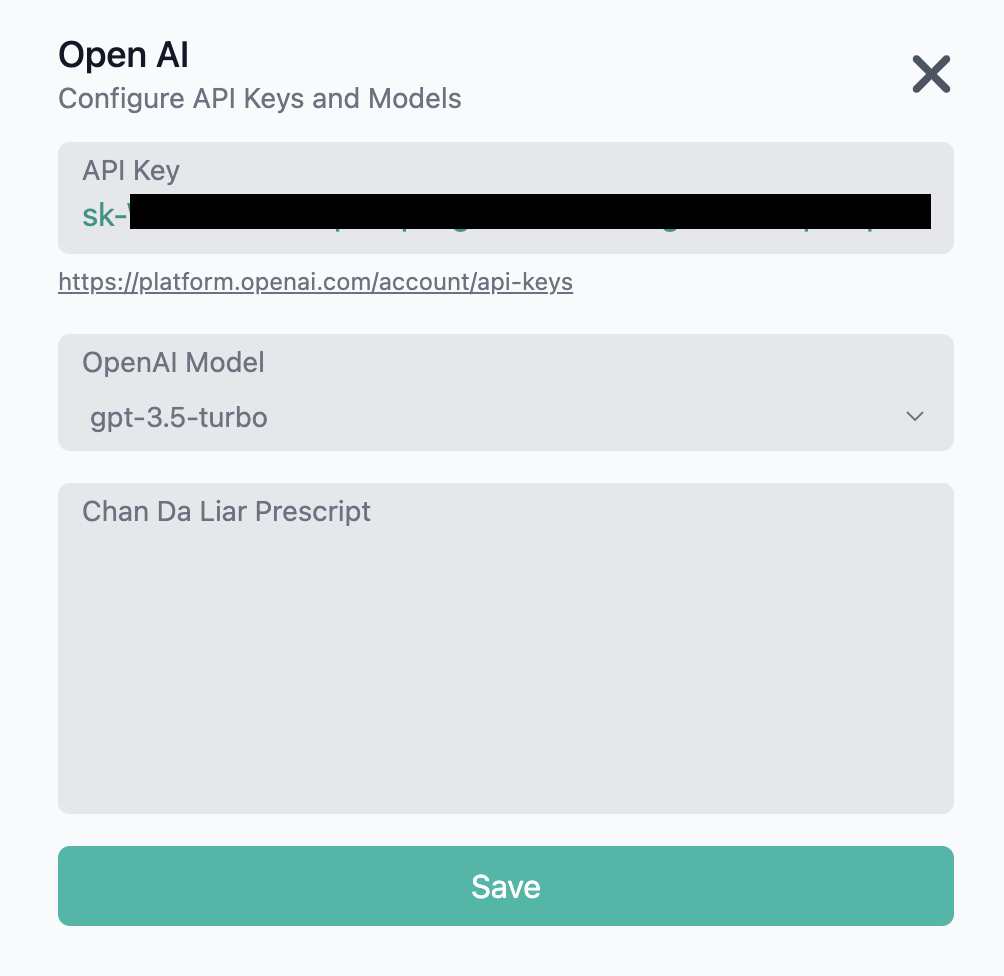 Open AI
Configure API Keys and Models
API Key
sk-
https://platform.openai.com/account/api-keys
OpenAI Model
gpt-3.5-turbo
Chan Da Liar Prescript
Save